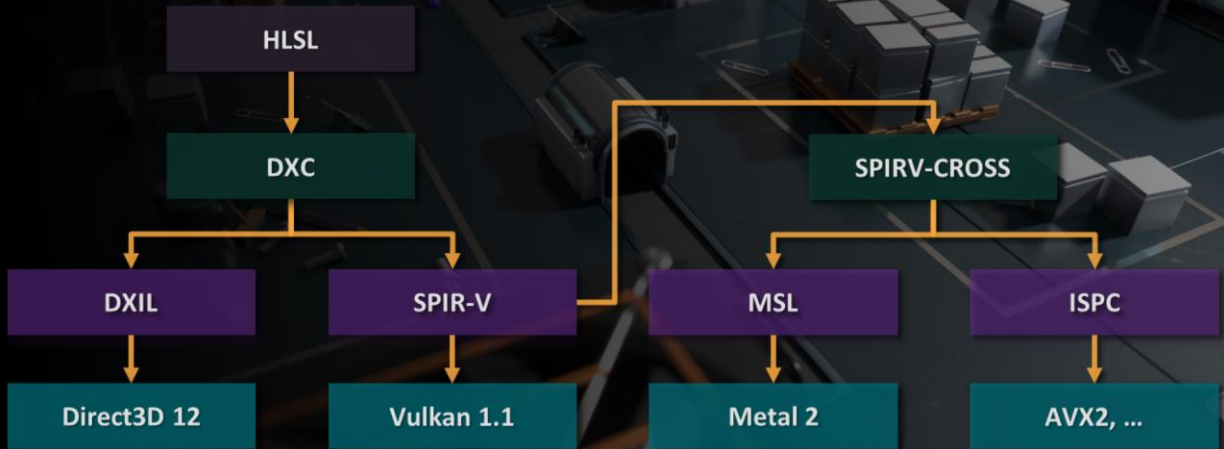 HLSL
DXC
SPIRV-CROSS
DXIL
SPIR-V
MSL
ISPC
Direct3D 12
Vulkan 1.1
Metal 2
AVX2, ...